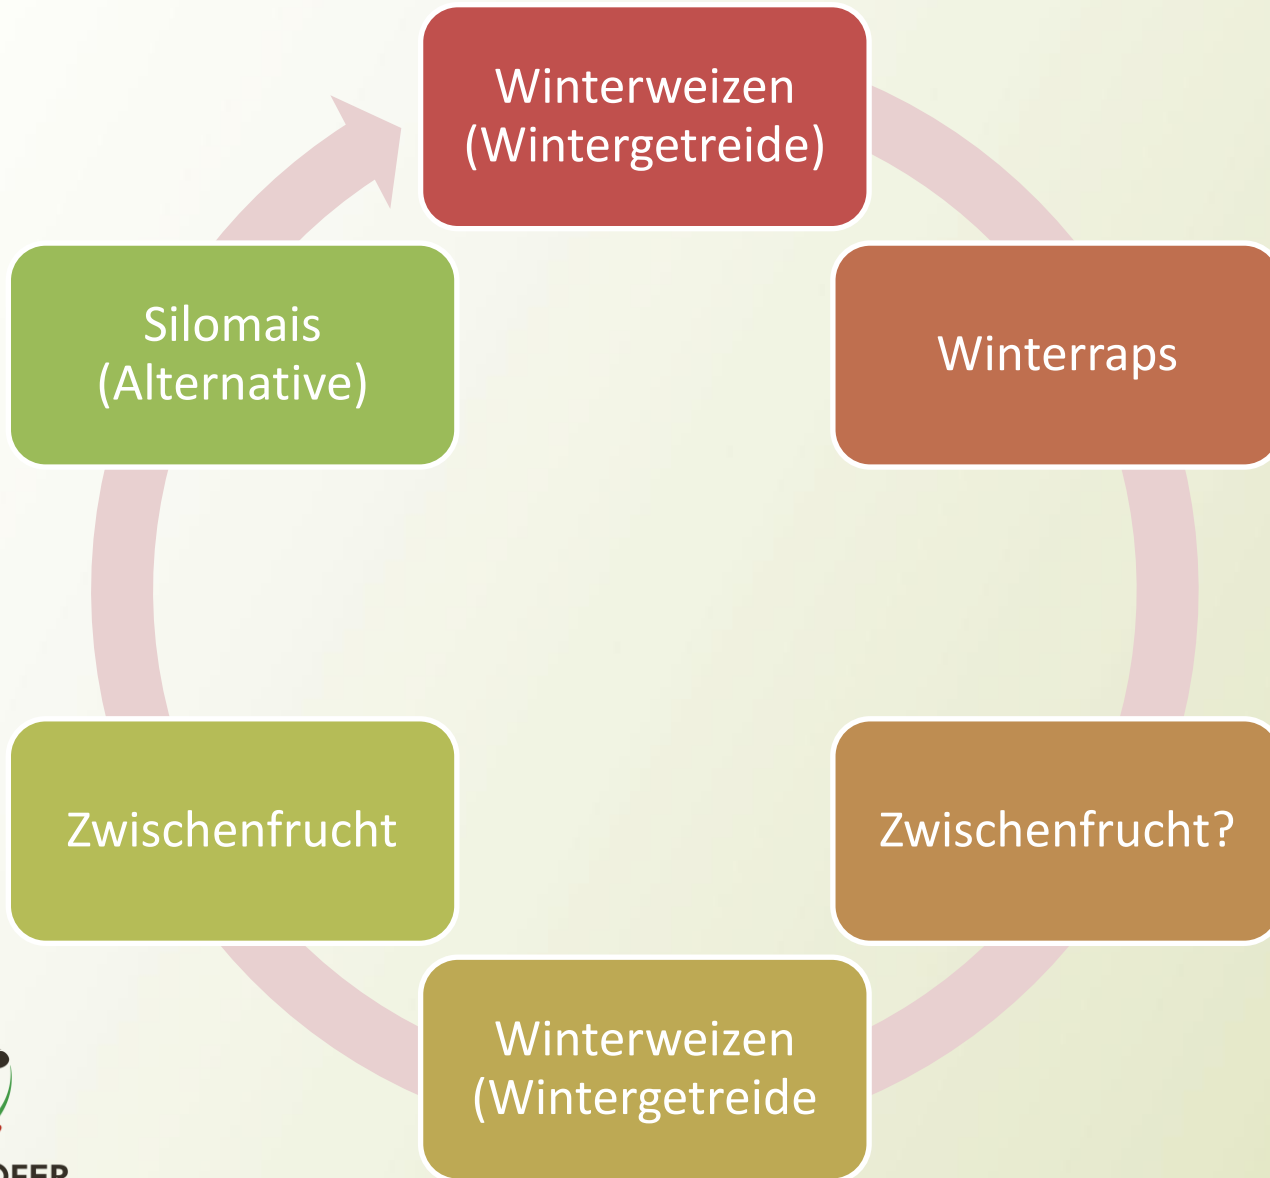 Winterweizen
(Wintergetreide)
Winterraps
Zwischenfrucht?
Winterweizen
(Wintergetreide
Zwischenfrucht
Silomais
(Alternative)